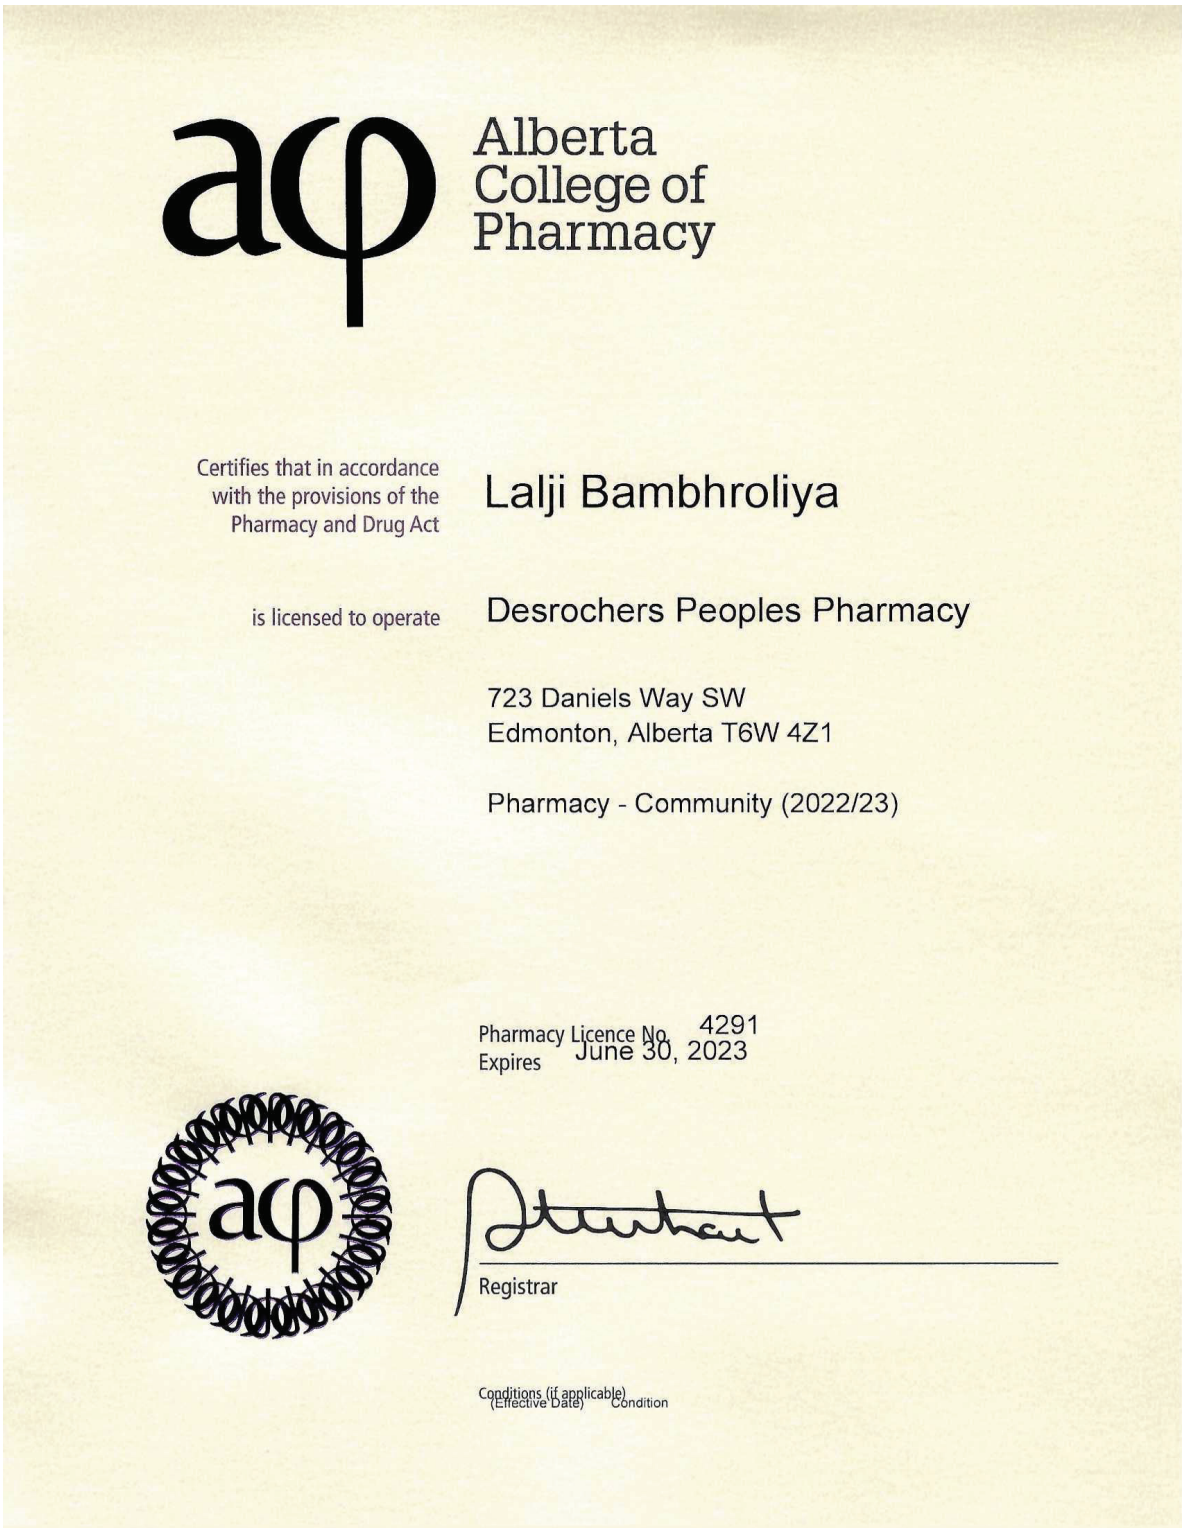 acp
Alberta
College of
Pharmacy
Certifies that in accordance
with the provisions of the
Pharmacy and Drug Act
Lalji Bambhroliya
is licensed to operate
Desrochers Peoples Pharmacy
723 Daniels Way SW
Edmonton, Alberta T6W 4Z1
Pharmacy - Community (2022/23)
Pharmacy Licence No. 4291
Expires June 30, 2023
acp
Registrar
Conditions (if applicable)
(Effective Date) Condition